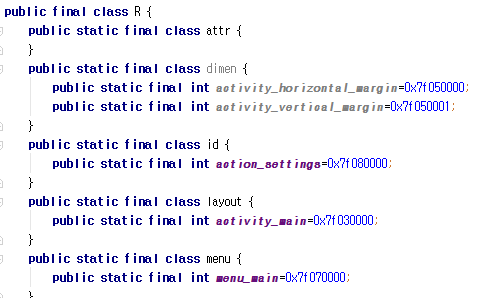 public final class R {
public static final class attr {
}
public static final class dimen {
public static final int activity_horizontal_margin=0x7f050000;
public static final int activity_vertical_margin=0x7f050001;
}
public static final class id {
public static final int action_settings=0x7f080000;
}
public static final class layout {
public static final int activity_main=0x7f030000;
}
public static final class menu {
public static final int menu_main=0x7f070000;
}